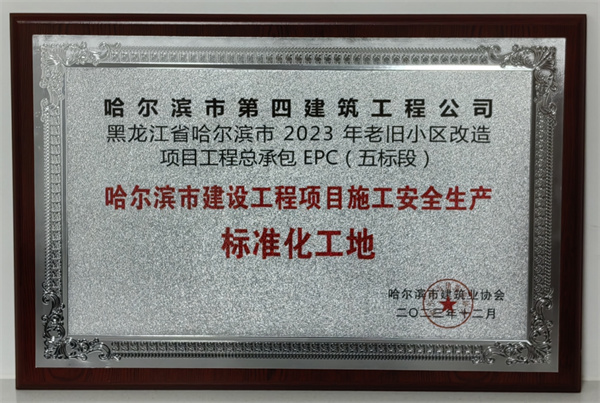 哈尔滨市第四建筑工程公司
黑龙江省哈尔滨市 2023 年老旧小区改造
项目工程总承包 EPC（五标段）
哈尔滨市建设工程项目施工安全生产
标准化工地
哈尔滨市建筑业协会
二〇二三年十二月